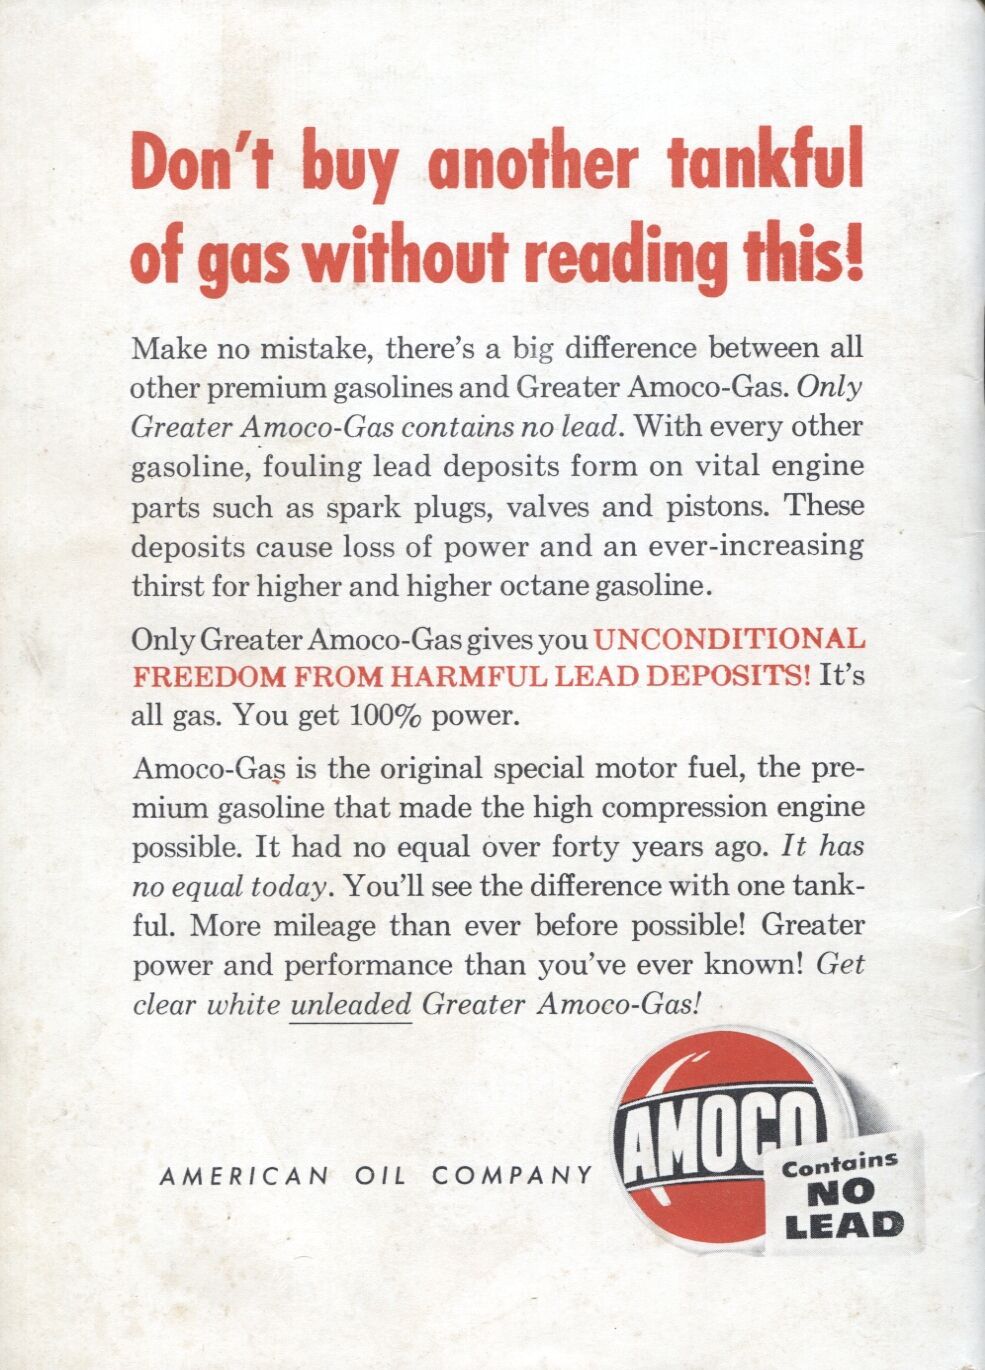 Don't buy another tankful
of gas without reading this!
Make no mistake, there's a big difference between all
other premium gasolines and Greater Amoco-Gas. Only
Greater Amoco-Gas contains no lead. With every other
gasoline, fouling lead deposits form on vital engine
parts such as spark plugs, valves and pistons. These
deposits cause loss of power and an ever-increasing
thirst for higher and higher octane gasoline.
Only Greater Amoco-Gas gives you UNCONDITIONAL
FREEDOM FROM HARMFUL LEAD DEPOSITS! It's
all gas. You get 100% power.
Amoco-Gas is the original special motor fuel, the pre-
mium gasoline that made the high compression engine
possible. It had no equal over forty years ago. It has
no equal today. You'll see the difference with one tank-
ful. More mileage than ever before possible! Greater
power and performance than you've ever known! Get
clear white unleaded Greater Amoco-Gas!
AMERICAN OIL COMPANY
AMOCO
Contains
NO
LEAD